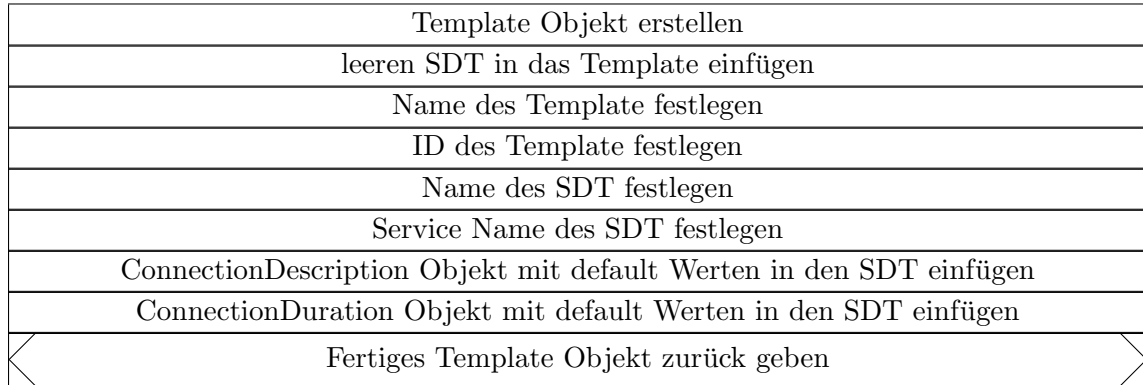 Template Objekt erstellen
leeren SDT in das Template einfügen
Name des Template festlegen
ID des Template festlegen
Name des SDT festlegen
Service Name des SDT festlegen
ConnectionDescription Objekt mit default Werten in den SDT einfügen
ConnectionDuration Objekt mit default Werten in den SDT einfügen
Fertiges Template Objekt zurück geben